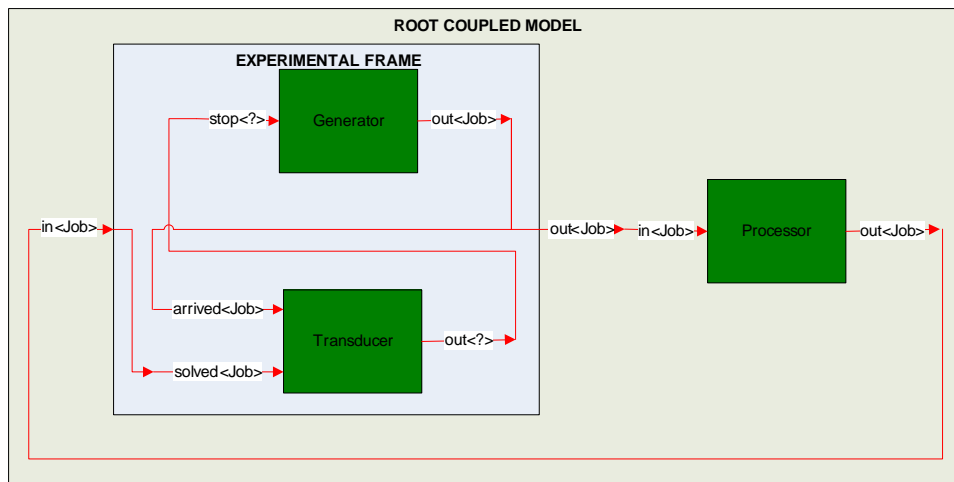 ROOT COUPLED MODEL
EXPERIMENTAL FRAME
stop<?>
Generator
out<Job>
in<Job>
out<Job>
in<Job>
Processor
out<Job>
arrived<Job>
Transducer
out<?>
solved<Job>